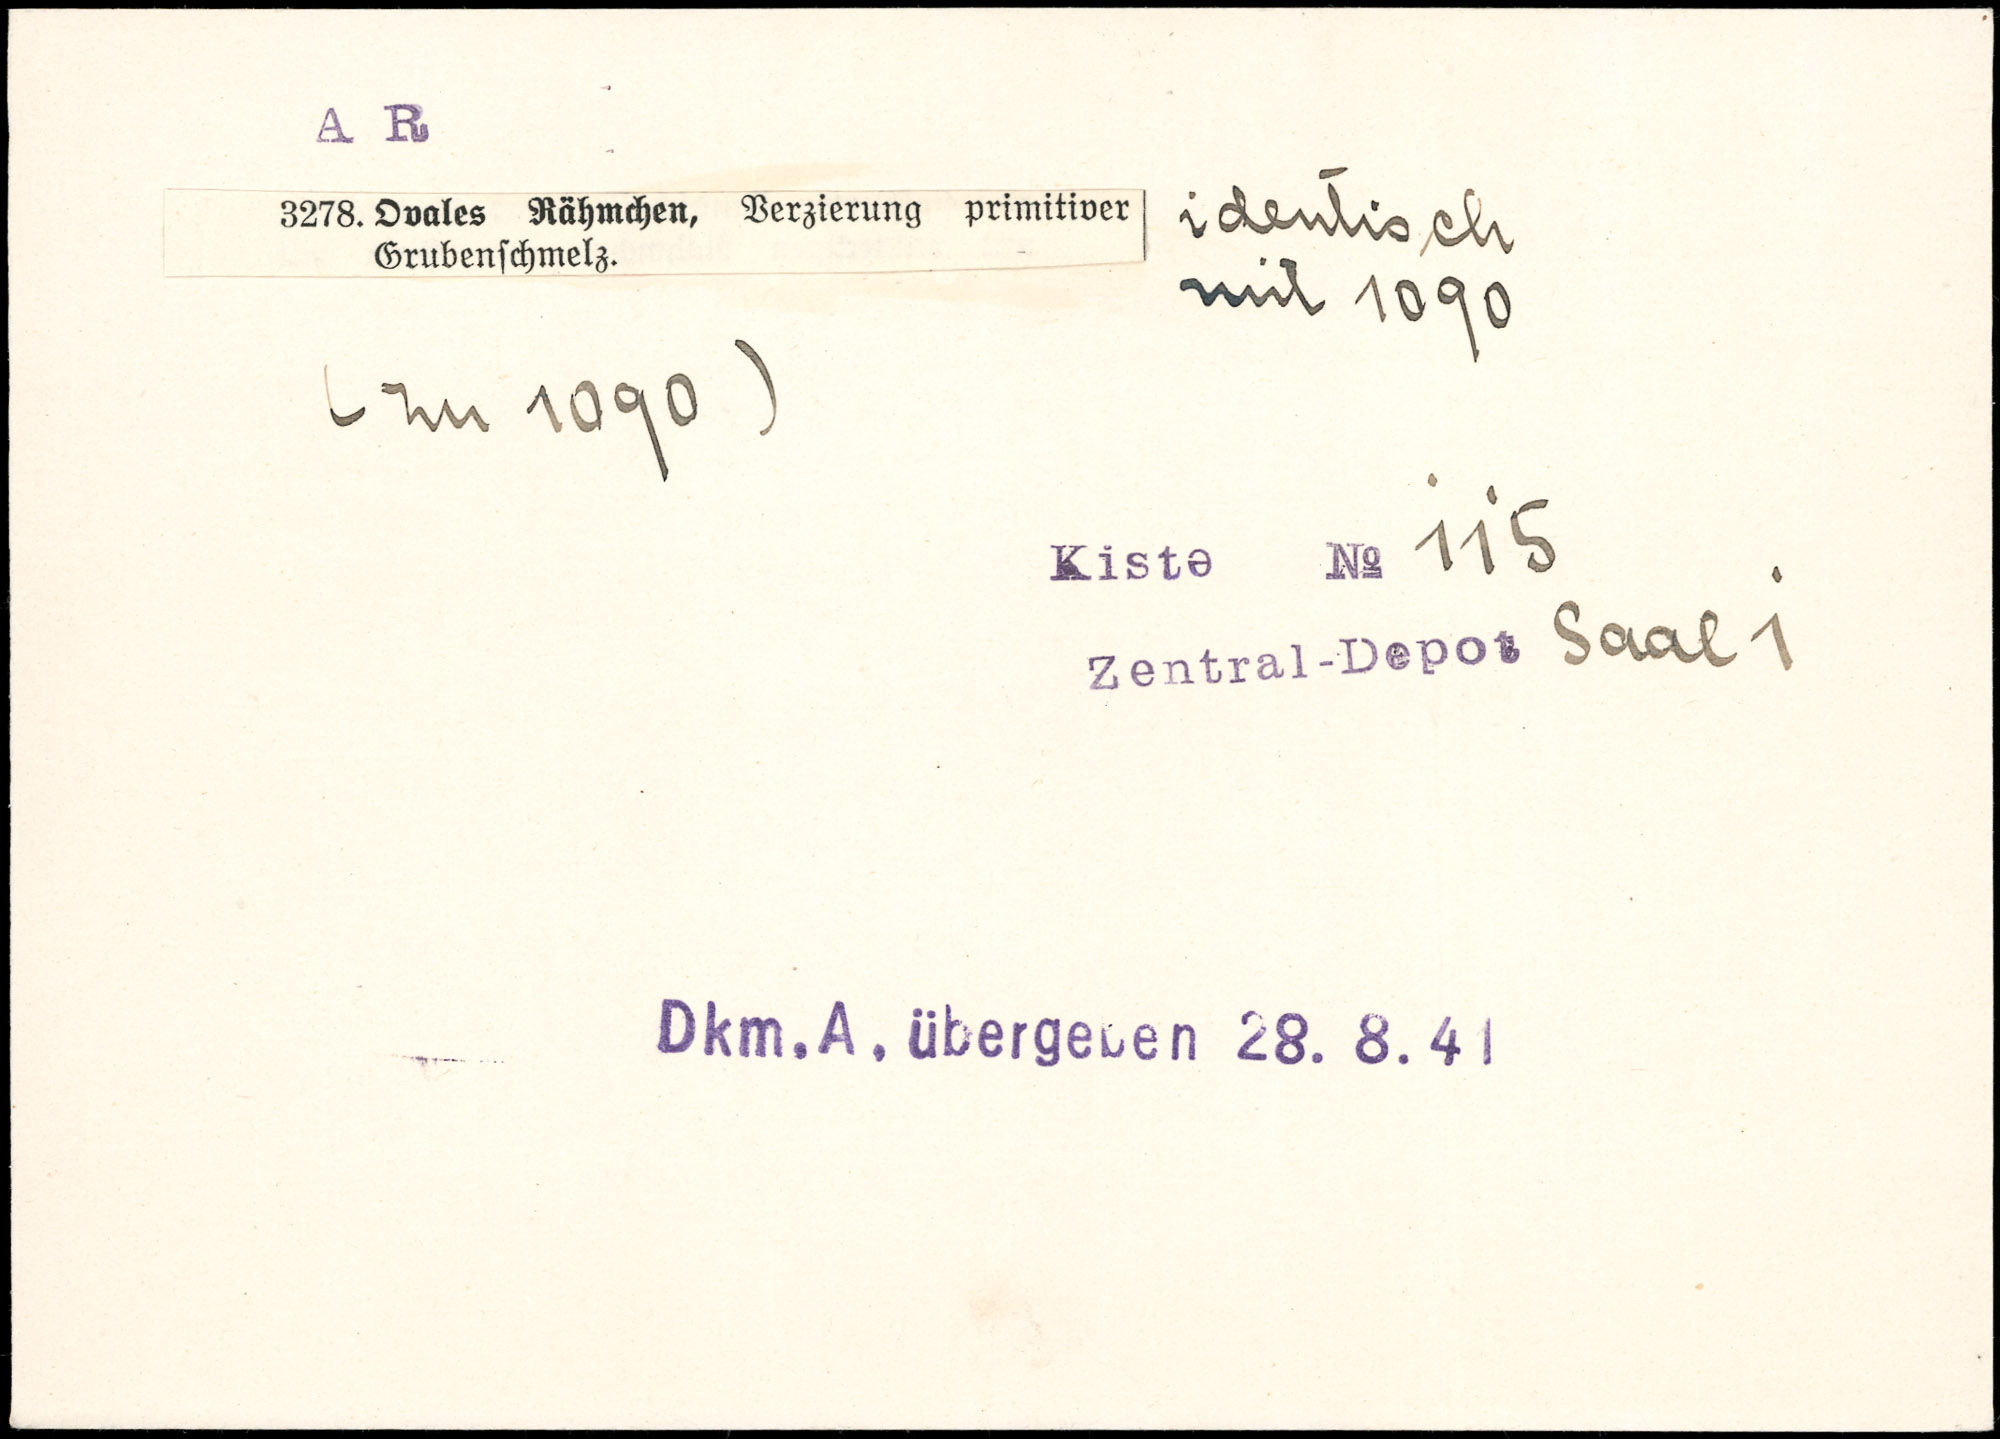 A R
3278. Ovales Rähmchen, Verzierung primitiver
Grubenschmelz.
identisch
mit 1090
(zu 1090)
Kiste № 115
Zentral-Depot Saal 1
Dkm. A. übergeben 28. 8. 41